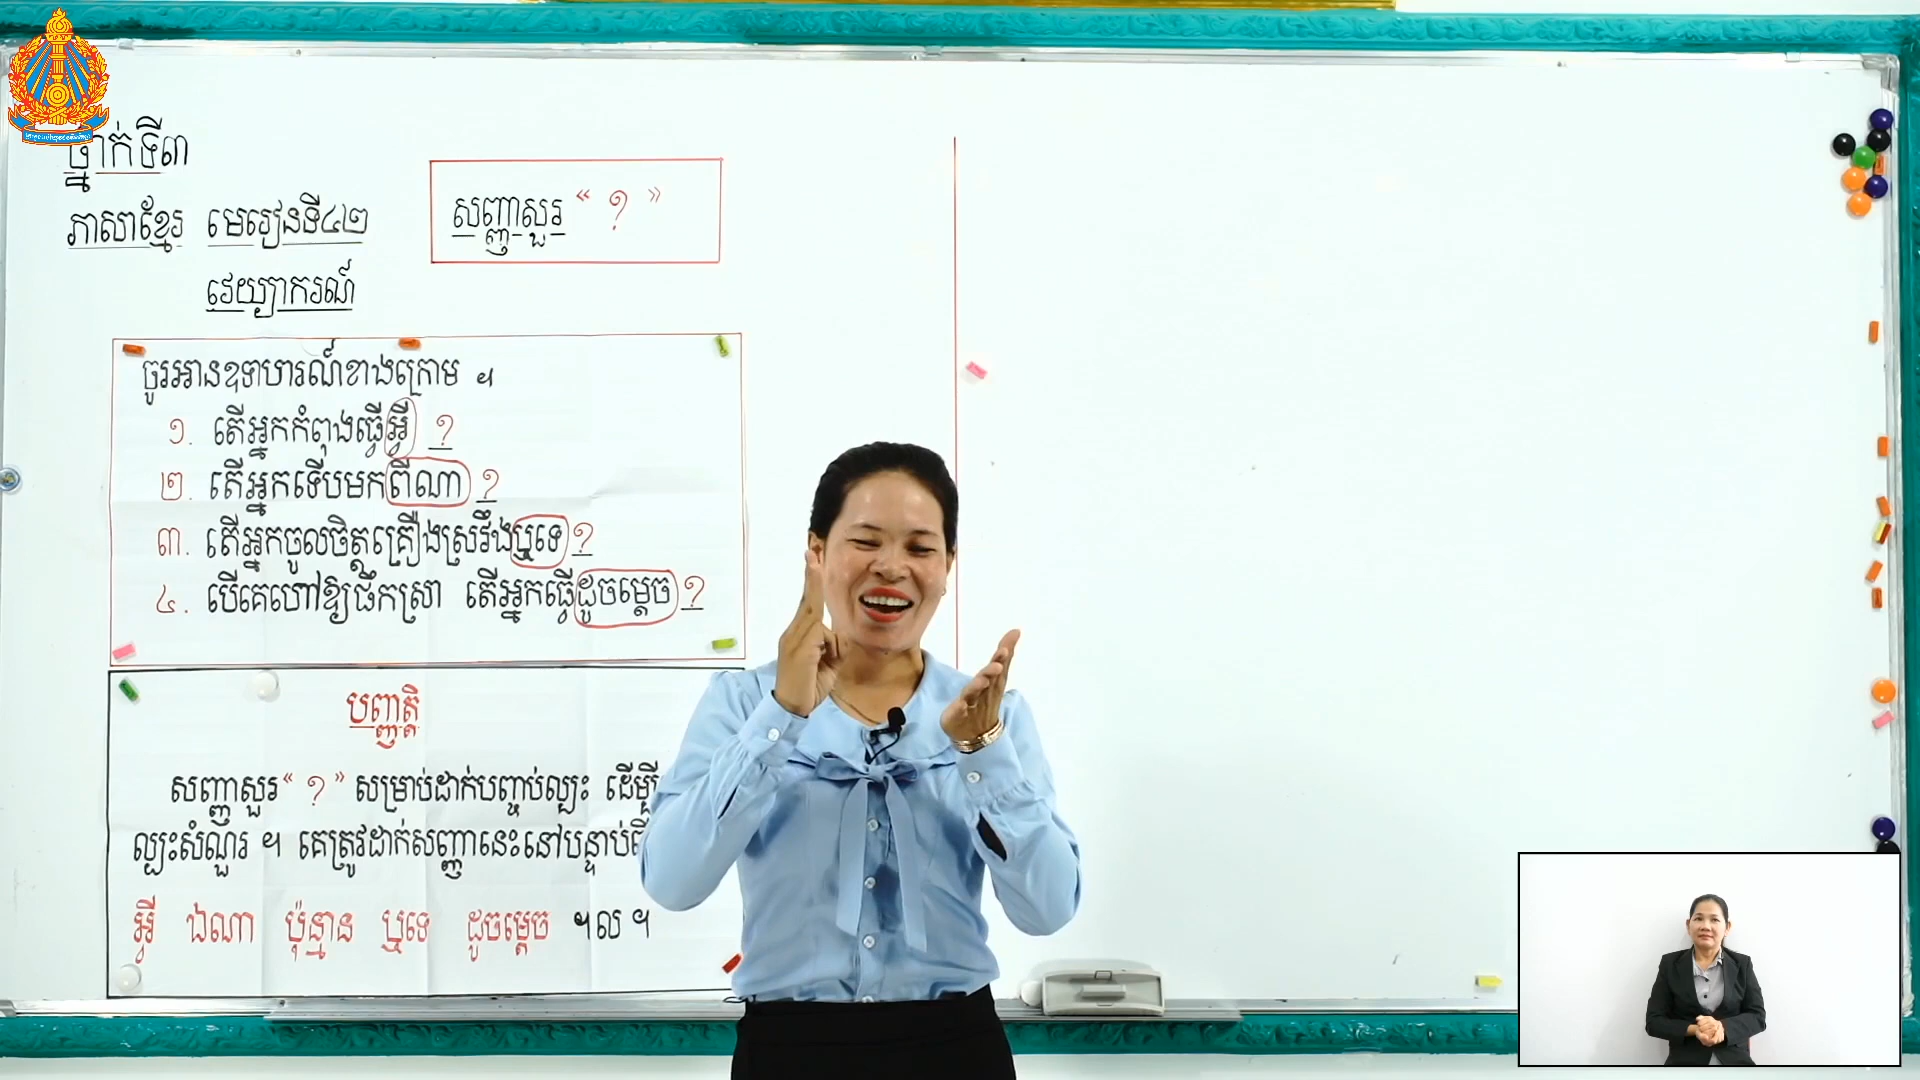 ថ្នាក់ទី៣
ភាសាខ្មែរ មេរៀនទី៤២
វេយ្យាករណ៍
សញ្ញាសួរ “ ? ”
ចូរអានឧទាហរណ៍ខាងក្រោម ។
១. តើអ្នកកំពុងធ្វើអ្វី ?
២. តើអ្នកទើបមកពីណា ?
៣. តើអ្នកចូលចិត្តគ្រឿងស្រវឹងឬទេ ?
៤. បើគេហៅឱ្យផឹកស្រា តើអ្នកធ្វើដូចម្ដេច ?
បញ្ញត្តិ
សញ្ញាសួរ “ ? ” សម្រាប់ដាក់បញ្ចប់ល្បះ ដើម្បី
ល្បះសំណួរ ។ គេត្រូវដាក់សញ្ញានេះនៅបន្ទាប់ពី
អ្វី ឯណា ប៉ុន្មាន ឬទេ ដូចម្ដេច ។ល ។